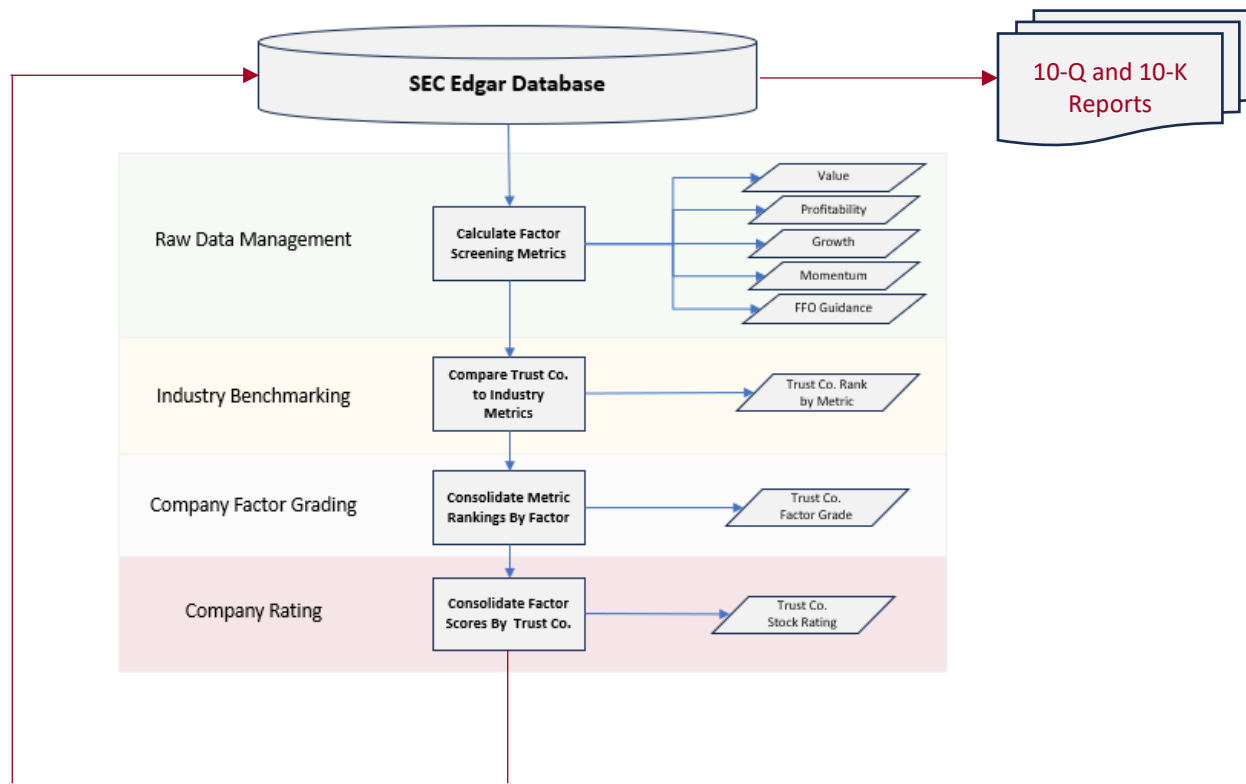 SEC Edgar Database
10-Q and 10-K
Reports
Raw Data Management
Calculate Factor
Screening Metrics
Value
Profitability
Growth
Momentum
FFO Guidance
Industry Benchmarking
Compare Trust Co.
to Industry
Metrics
Trust Co. Rank
by Metric
Company Factor Grading
Consolidate Metric
Rankings By Factor
Trust Co.
Factor Grade
Company Rating
Consolidate Factor
Scores By Trust Co.
Trust Co.
Stock Rating